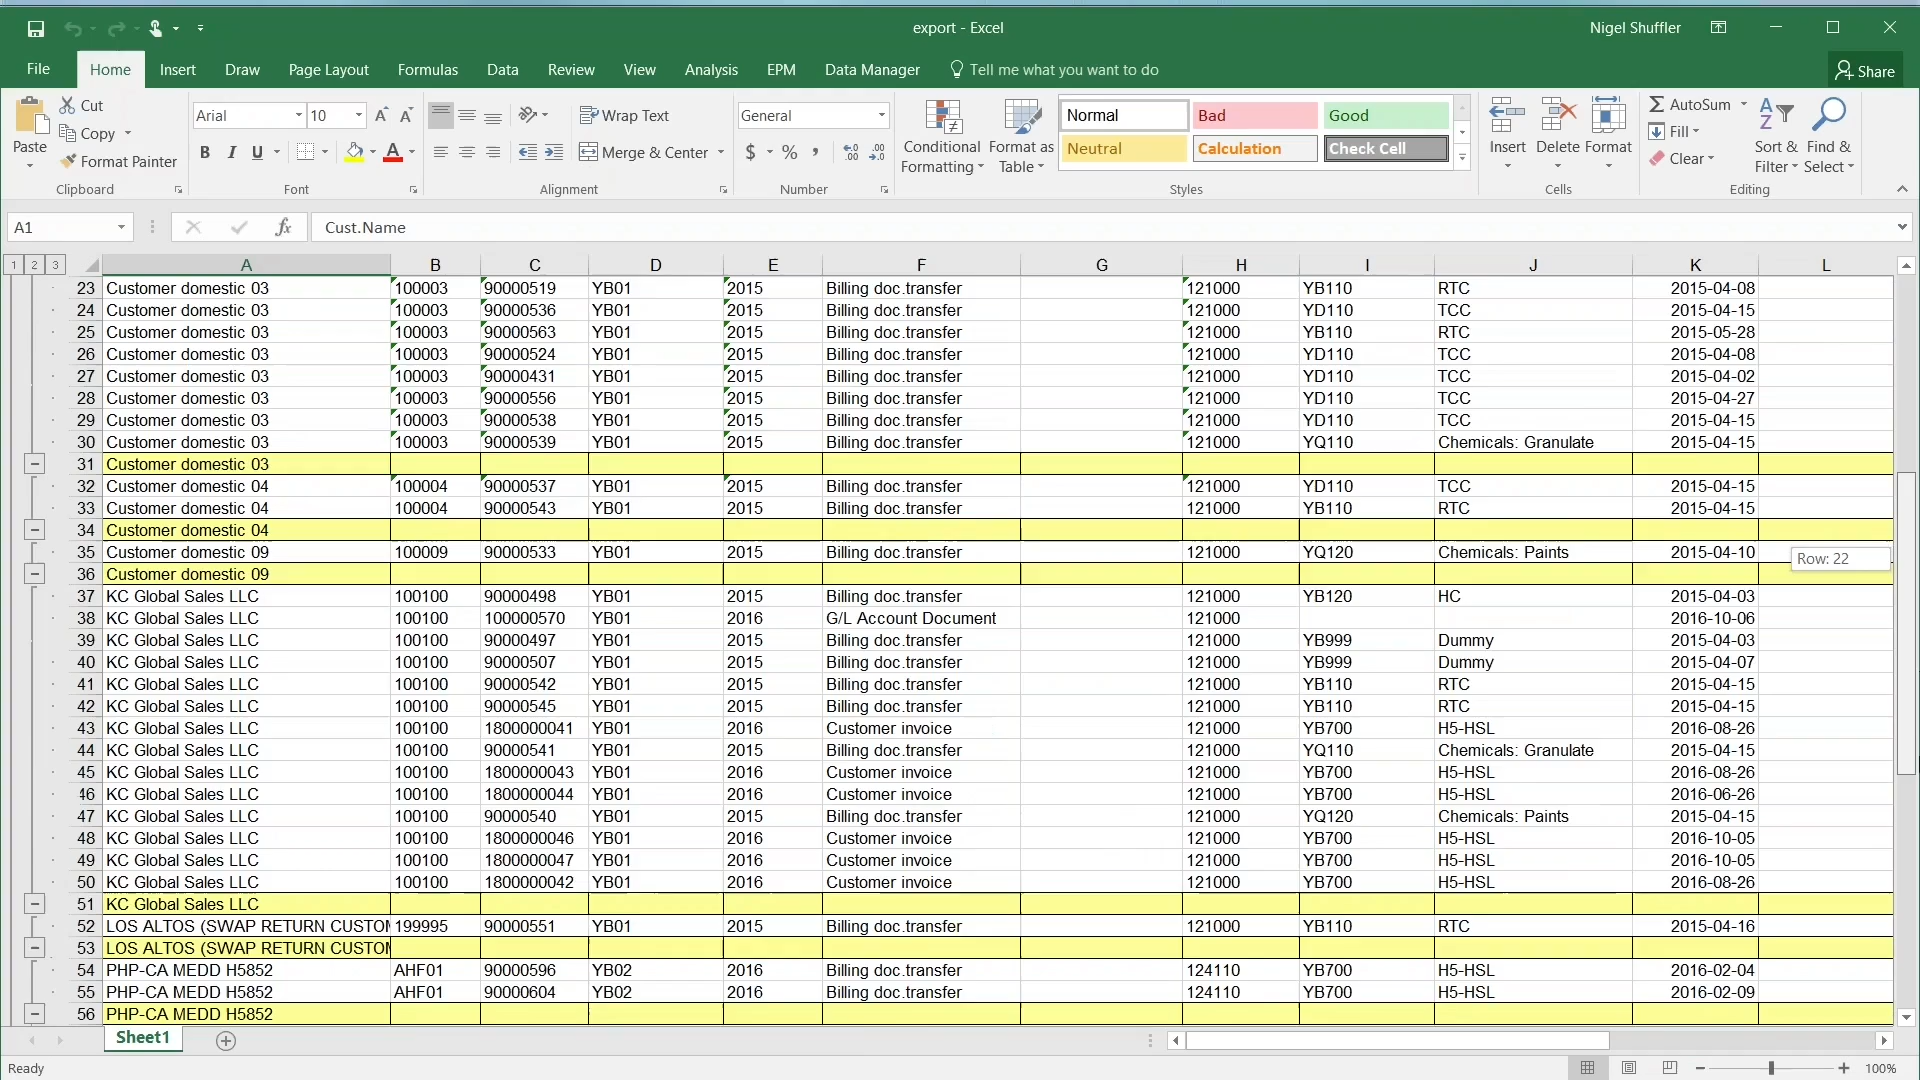 export - Excel
Nigel Shuffler
File Home Insert Draw Page Layout Formulas Data Review View Analysis EPM Data Manager Tell me what you want to do Share
Paste
Cut
Copy
Format Painter
Clipboard
Arial 10
B I U
Font
Wrap Text
Merge & Center
Alignment
General
$ % ,
Number
Conditional Formatting
Format as Table
Normal Bad Good
Neutral Calculation Check Cell
Styles
Insert Delete Format
Cells
AutoSum
Fill
Clear
Sort & Filter
Find & Select
Editing
A1 fx Cust.Name
1 2 3 A B C D E F G H I J K L
23 Customer domestic 03 100003 90000519 YB01 2015 Billing doc.transfer 121000 YB110 RTC 2015-04-08
24 Customer domestic 03 100003 90000536 YB01 2015 Billing doc.transfer 121000 YD110 TCC 2015-04-15
25 Customer domestic 03 100003 90000563 YB01 2015 Billing doc.transfer 121000 YB110 RTC 2015-05-28
26 Customer domestic 03 100003 90000524 YB01 2015 Billing doc.transfer 121000 YD110 TCC 2015-04-08
27 Customer domestic 03 100003 90000431 YB01 2015 Billing doc.transfer 121000 YD110 TCC 2015-04-02
28 Customer domestic 03 100003 90000556 YB01 2015 Billing doc.transfer 121000 YD110 TCC 2015-04-27
29 Customer domestic 03 100003 90000538 YB01 2015 Billing doc.transfer 121000 YD110 TCC 2015-04-15
30 Customer domestic 03 100003 90000539 YB01 2015 Billing doc.transfer 121000 YQ110 Chemicals: Granulate 2015-04-15
31 Customer domestic 03
32 Customer domestic 04 100004 90000537 YB01 2015 Billing doc.transfer 121000 YD110 TCC 2015-04-15
33 Customer domestic 04 100004 90000543 YB01 2015 Billing doc.transfer 121000 YB110 RTC 2015-04-15
34 Customer domestic 04
35 Customer domestic 09 100009 90000533 YB01 2015 Billing doc.transfer 121000 YQ120 Chemicals: Paints 2015-04-10
Row: 22
36 Customer domestic 09
37 KC Global Sales LLC 100100 90000498 YB01 2015 Billing doc.transfer 121000 YB120 HC 2015-04-03
38 KC Global Sales LLC 100100 100000570 YB01 2016 G/L Account Document 121000 2016-10-06
39 KC Global Sales LLC 100100 90000497 YB01 2015 Billing doc.transfer 121000 YB999 Dummy 2015-04-03
40 KC Global Sales LLC 100100 90000507 YB01 2015 Billing doc.transfer 121000 YB999 Dummy 2015-04-07
41 KC Global Sales LLC 100100 90000542 YB01 2015 Billing doc.transfer 121000 YB110 RTC 2015-04-15
42 KC Global Sales LLC 100100 90000545 YB01 2015 Billing doc.transfer 121000 YB110 RTC 2015-04-15
43 KC Global Sales LLC 100100 1800000041 YB01 2016 Customer invoice 121000 YB700 H5-HSL 2016-08-26
44 KC Global Sales LLC 100100 90000541 YB01 2015 Billing doc.transfer 121000 YQ110 Chemicals: Granulate 2015-04-15
45 KC Global Sales LLC 100100 1800000043 YB01 2016 Customer invoice 121000 YB700 H5-HSL 2016-08-26
46 KC Global Sales LLC 100100 1800000044 YB01 2016 Customer invoice 121000 YB700 H5-HSL 2016-06-26
47 KC Global Sales LLC 100100 90000540 YB01 2015 Billing doc.transfer 121000 YQ120 Chemicals: Paints 2015-04-15
48 KC Global Sales LLC 100100 1800000046 YB01 2016 Customer invoice 121000 YB700 H5-HSL 2016-10-05
49 KC Global Sales LLC 100100 1800000047 YB01 2016 Customer invoice 121000 YB700 H5-HSL 2016-10-05
50 KC Global Sales LLC 100100 1800000042 YB01 2016 Customer invoice 121000 YB700 H5-HSL 2016-08-26
51 KC Global Sales LLC
52 LOS ALTOS (SWAP RETURN CUSTOM 199995 90000551 YB01 2015 Billing doc.transfer 121000 YB110 RTC 2015-04-16
53 LOS ALTOS (SWAP RETURN CUSTOM
54 PHP-CA MEDD H5852 AHF01 90000596 YB02 2016 Billing doc.transfer 124110 YB700 H5-HSL 2016-02-04
55 PHP-CA MEDD H5852 AHF01 90000604 YB02 2016 Billing doc.transfer 124110 YB700 H5-HSL 2016-02-09
56 PHP-CA MEDD H5852
Sheet1
Ready 100%